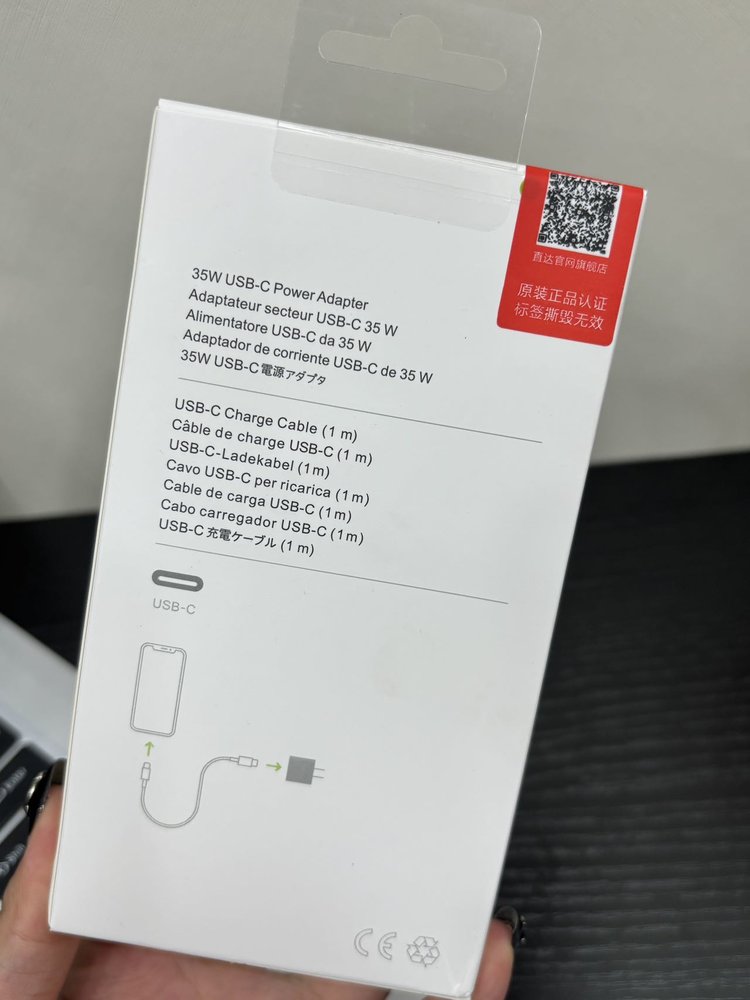 直达官网旗舰店
原装正品认证
标签撕毁无效
35W USB-C Power Adapter
Adaptateur secteur USB-C 35 W
Alimentatore USB-C da 35 W
Adaptador de corriente USB-C de 35 W
35W USB-C電源アダプタ
USB-C Charge Cable (1 m)
Câble de charge USB-C (1 m)
USB-C-Ladekabel (1m)
Cavo USB-C per ricarica (1m)
Cable de carga USB-C (1m)
Cabo carregador USB-C (1m)
USB-C 充電ケーブル (1 m)
USB-C
CE